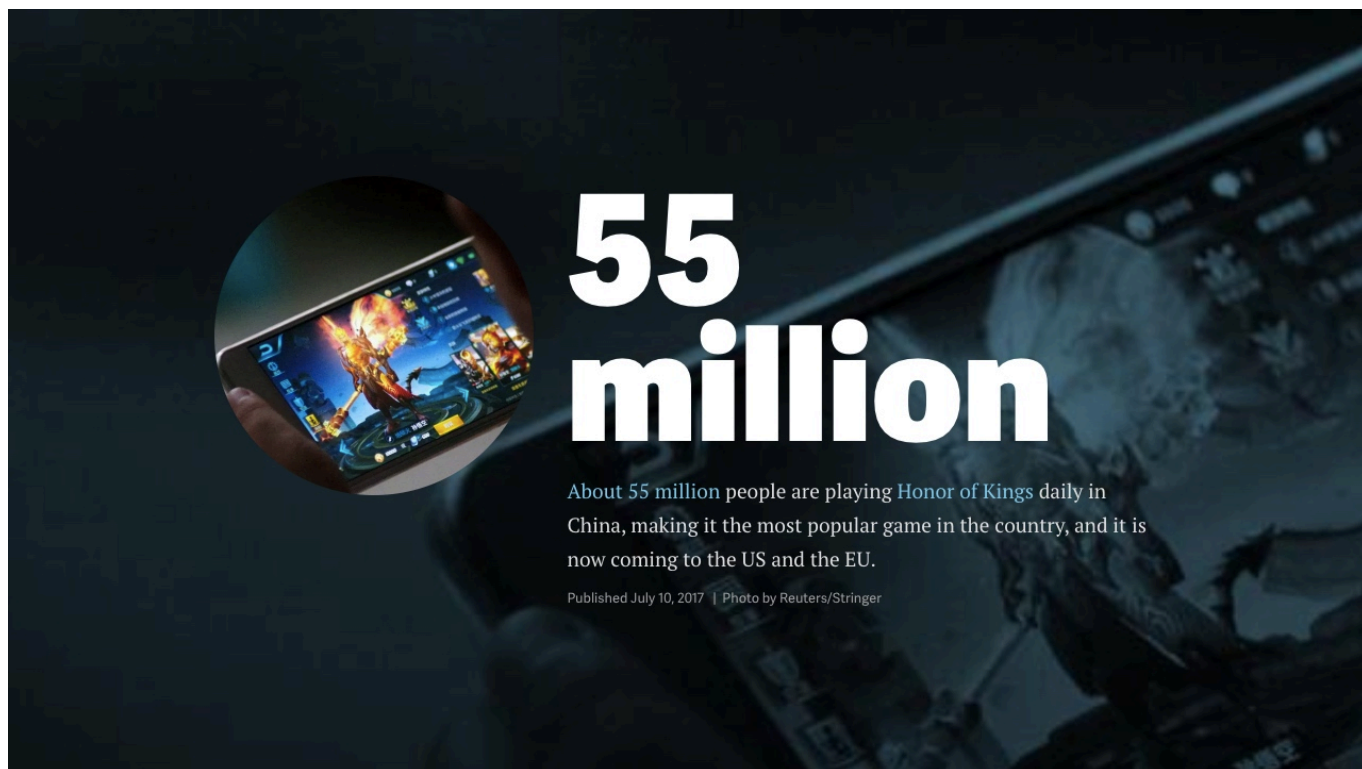 55
million
About 55 million people are playing Honor of Kings daily in
China, making it the most popular game in the country, and it is
now coming to the US and the EU.
Published July 10, 2017 | Photo by Reuters/Stringer